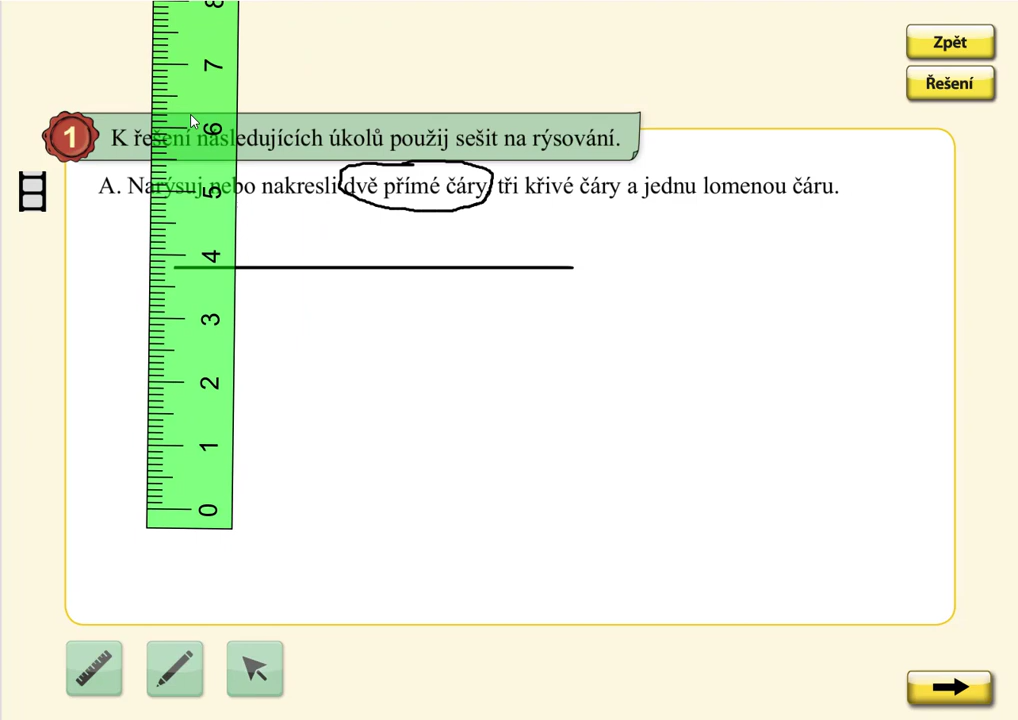 Zpět
Řešení
1 K řešení následujících úkolů použij sešit na rýsování.
A. Narýsuj nebo nakresli dvě přímé čáry, tři křivé čáry a jednu lomenou čáru.
8
7
6
5
4
3
2
1
0